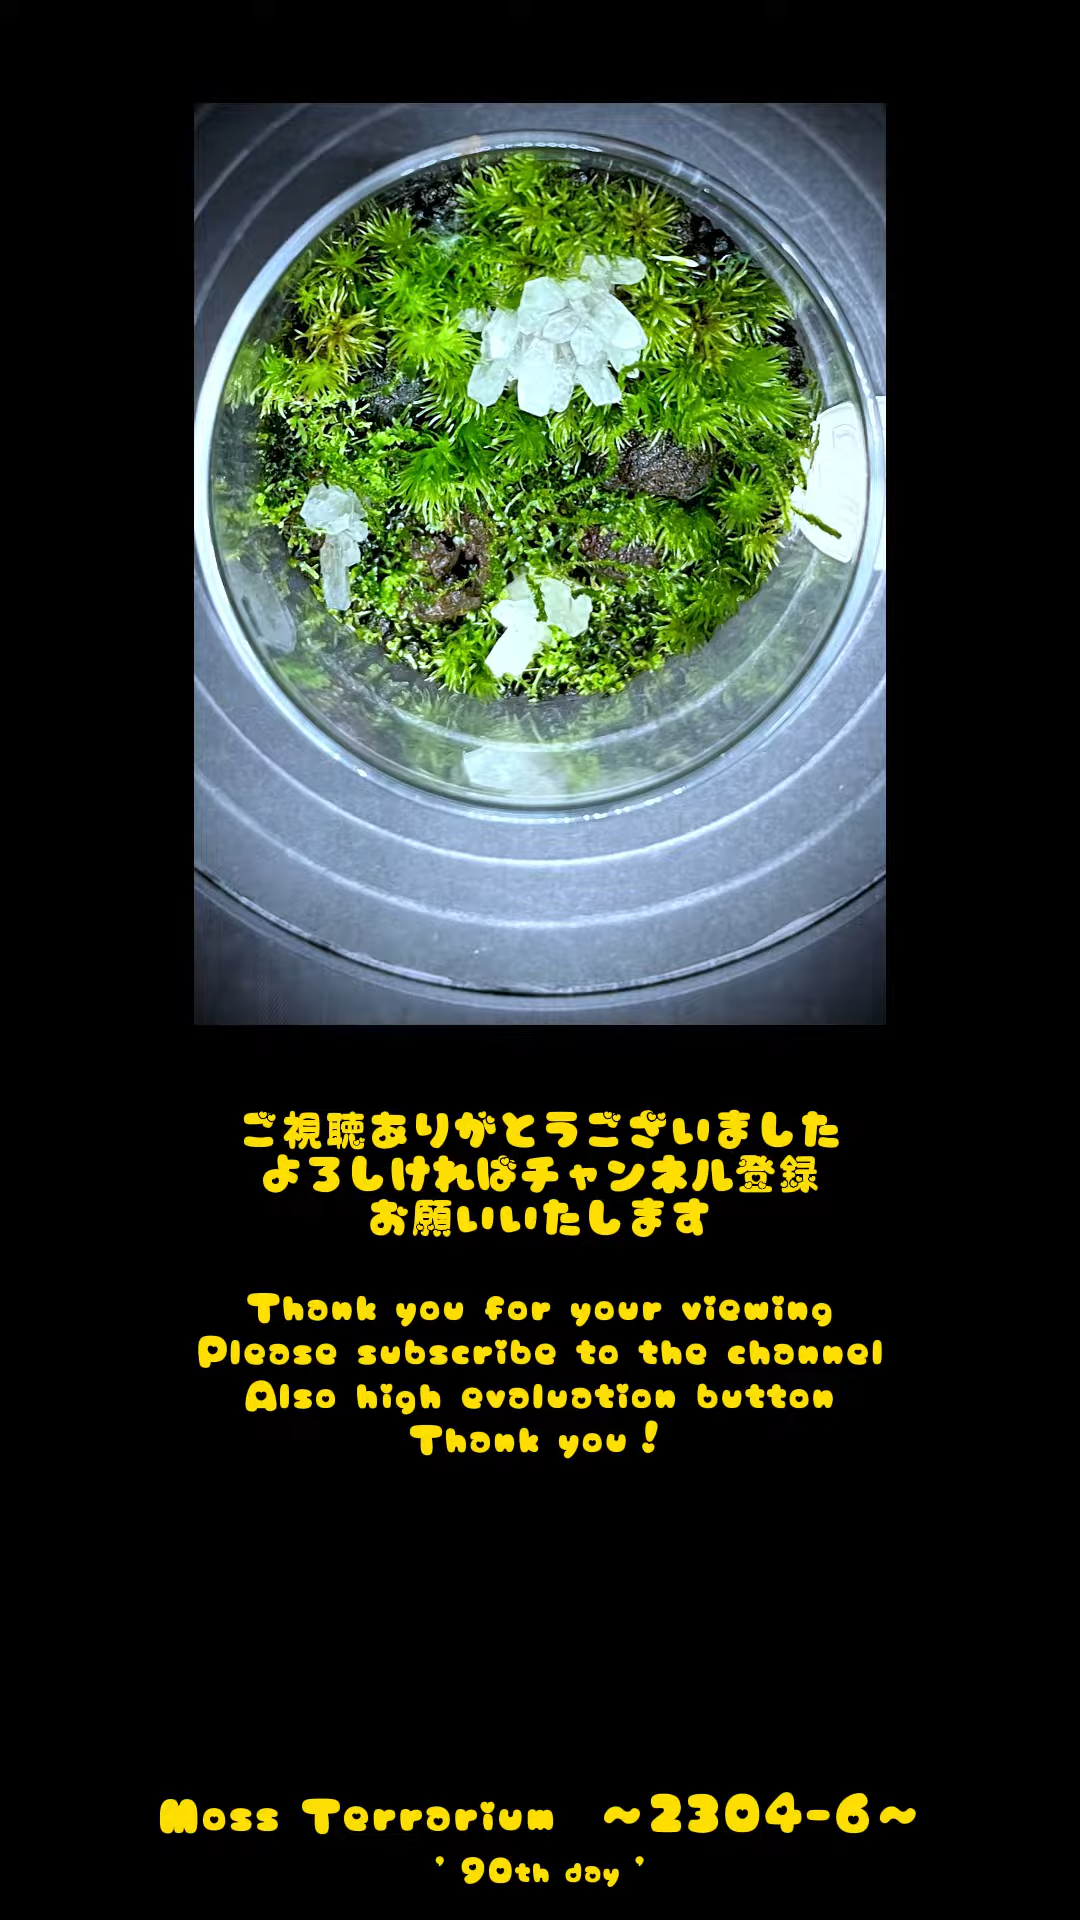 ご視聴ありがとうございました
よろしければチャンネル登録
お願いいたします
Thank you for your viewing
Please subscribe to the channel
Also high evaluation button
Thank you !
Moss Terrarium ~2304-6~
' 90th day '